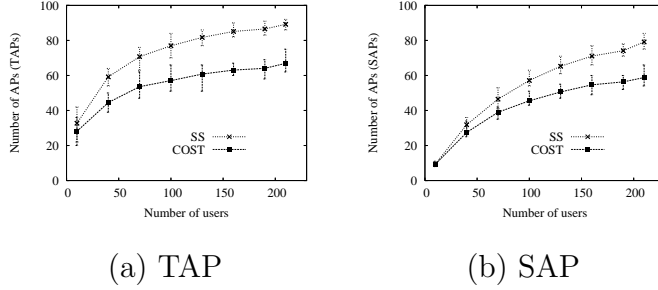 100
80
60
40
20
0
Number of APs (TAPs)
SS
COST
0 50 100 150 200
Number of users
(a) TAP
100
80
60
40
20
0
Number of APs (SAPs)
SS
COST
0 50 100 150 200
Number of users
(b) SAP